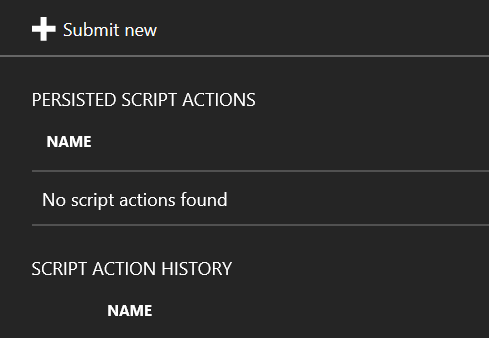 Submit new
PERSISTED SCRIPT ACTIONS
NAME
No script actions found
SCRIPT ACTION HISTORY
NAME